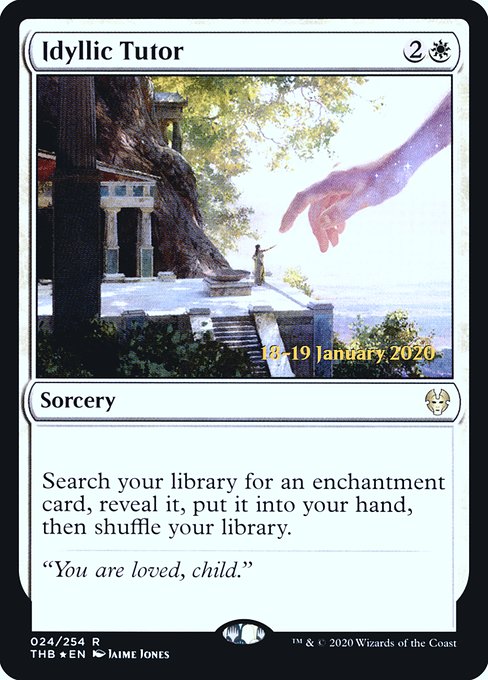 Idyllic Tutor 2
18–19 January 2020
Sorcery
Search your library for an enchantment
card, reveal it, put it into your hand,
then shuffle your library.
“You are loved, child.”
024/254 R
™ & © 2020 Wizards of the Coast
THB ★ EN Jaime Jones